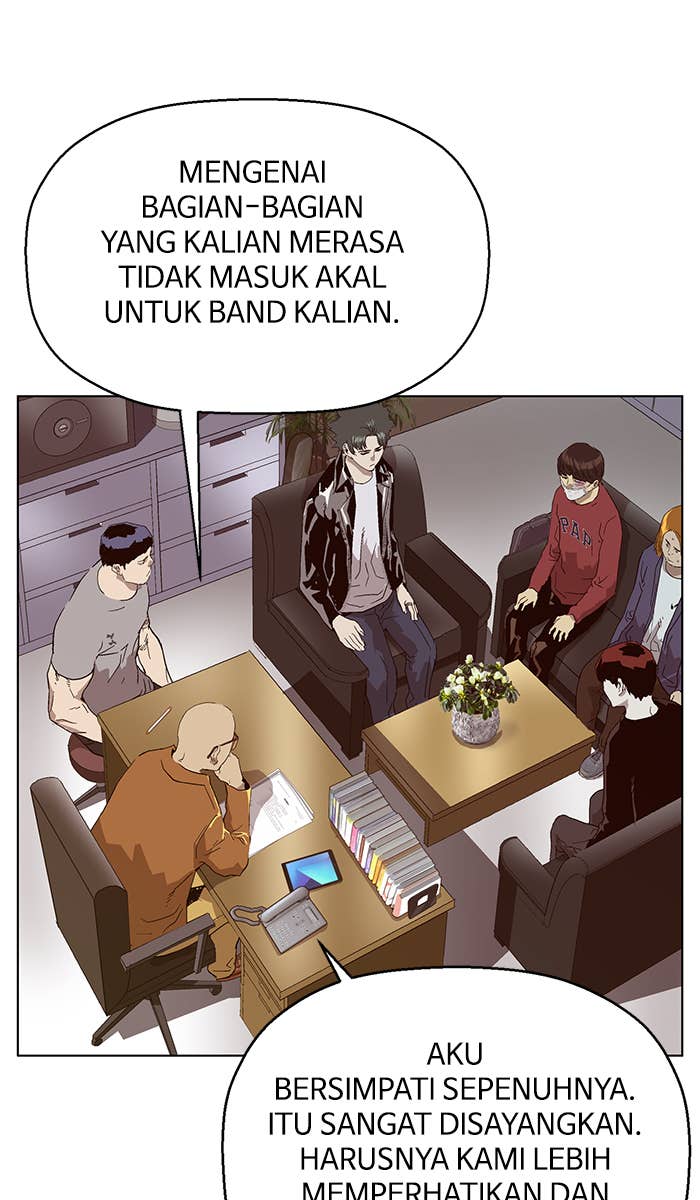 MENGENAI
BAGIAN-BAGIAN
YANG KALIAN MERASA
TIDAK MASUK AKAL
UNTUK BAND KALIAN.
PAP
AKU
BERSIMPATI SEPENUHNYA.
ITU SANGAT DISAYANGKAN.
HARUSNYA KAMI LEBIH
MEMPERHATIKAN DAN